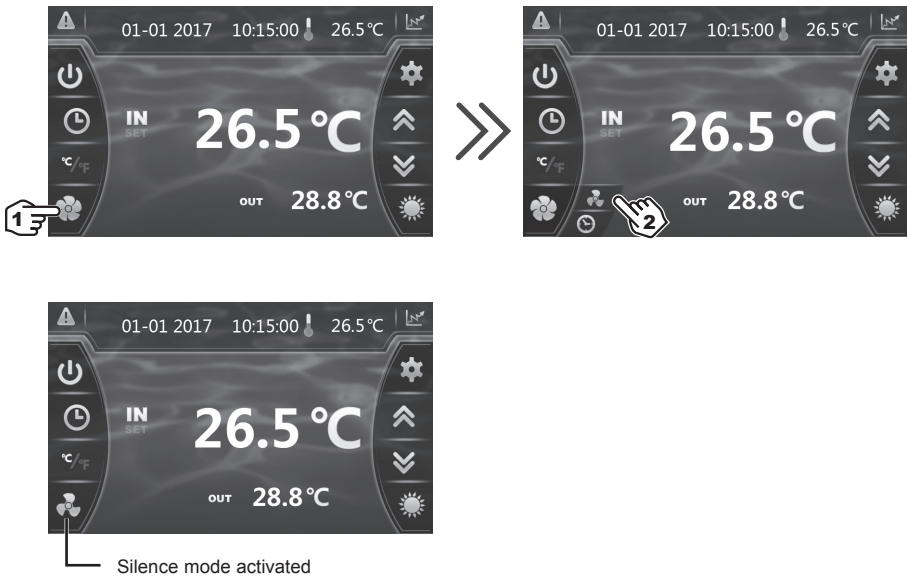 01-01 2017 10:15:00 26.5°C
IN
SET
26.5°C
°C/°F
OUT 28.8°C
1
01-01 2017 10:15:00 26.5°C
IN
SET
26.5°C
°C/°F
OUT 28.8°C
2
01-01 2017 10:15:00 26.5°C
IN
SET
26.5°C
°C/°F
OUT 28.8°C
Silence mode activated